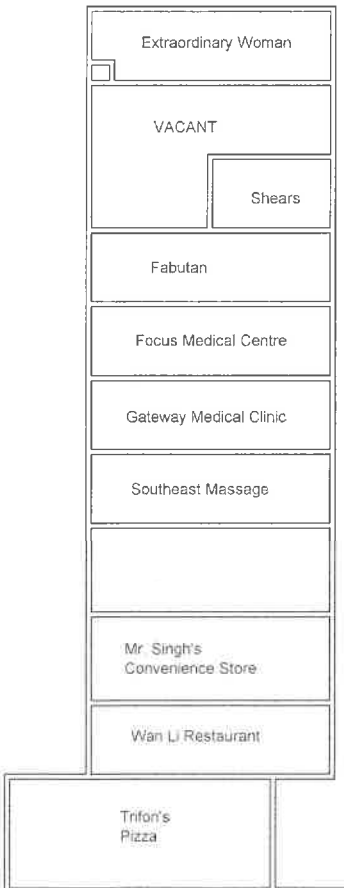 Extraordinary Woman
VACANT
Shears
Fabutan
Focus Medical Centre
Gateway Medical Clinic
Southeast Massage
Mr. Singh's
Convenience Store
Wan Li Restaurant
Trifon's
Pizza